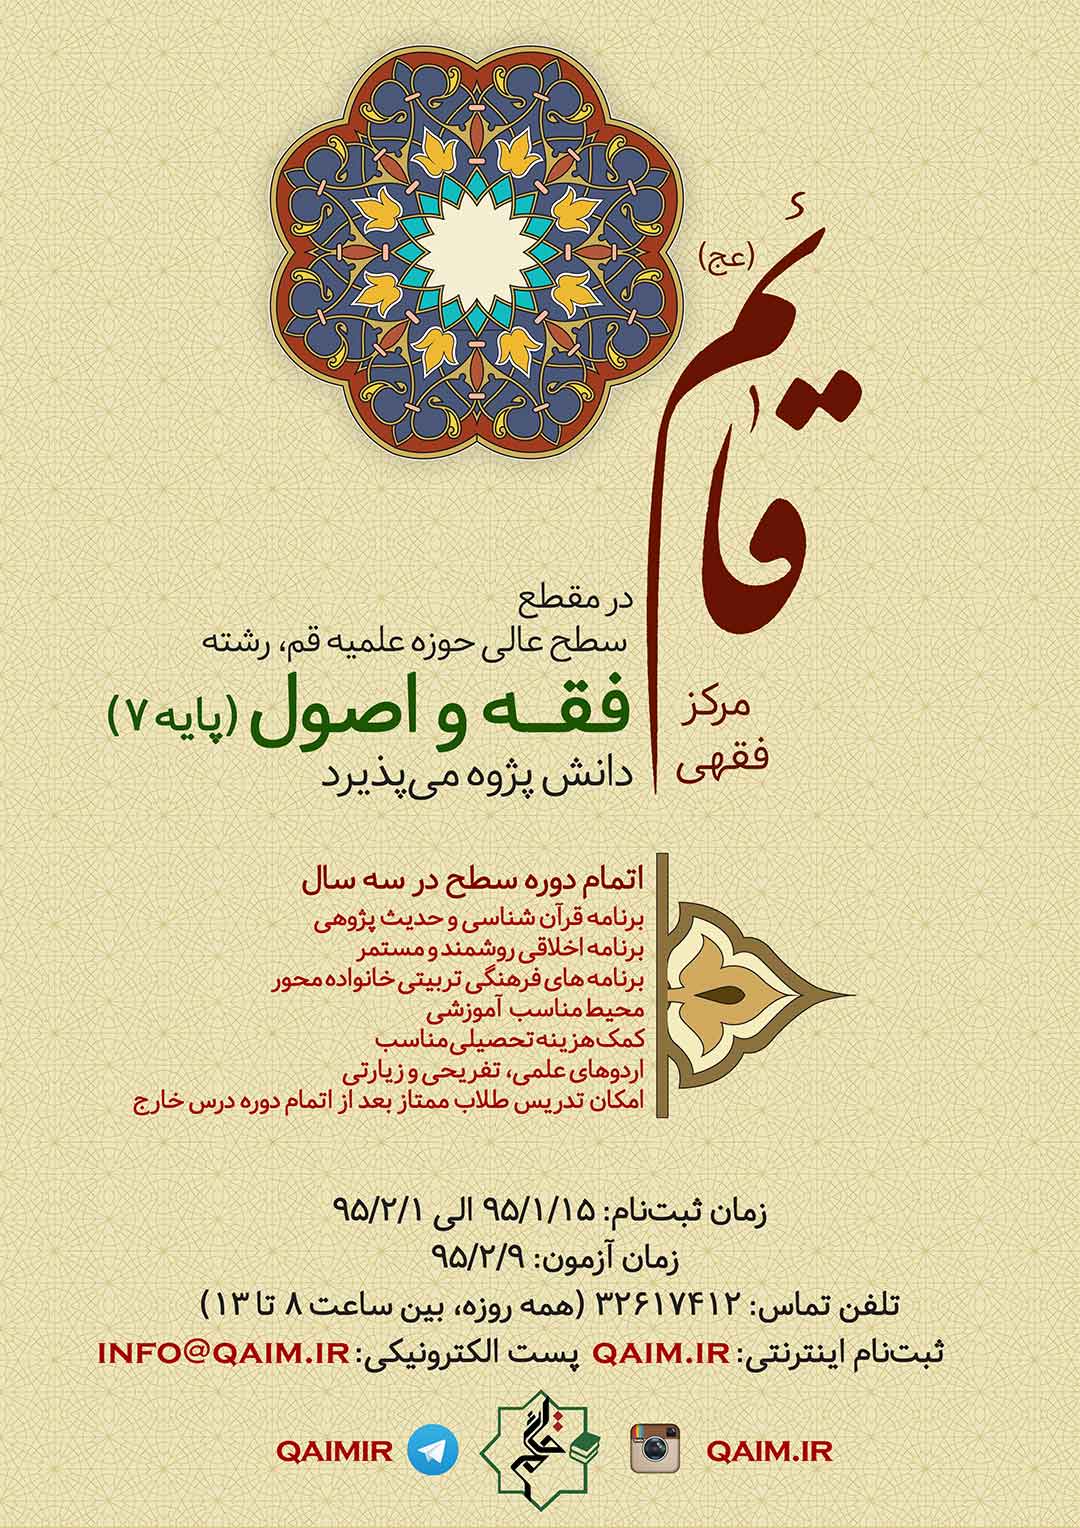 مرکز
فقهی
قائم
(عج)
در مقطع
سطح عالی حوزه علمیه قم، رشته
فقه و اصول (پایه ۷)
دانش پژوه می‌پذیرد
اتمام دوره سطح در سه سال
برنامه قرآن شناسی و حدیث پژوهی
برنامه اخلاقی روشمند و مستمر
برنامه های فرهنگی تربیتی خانواده محور
محیط مناسب آموزشی
کمک هزینه تحصیلی مناسب
اردوهای علمی، تفریحی و زیارتی
امکان تدریس طلاب ممتاز بعد از اتمام دوره درس خارج
زمان ثبت‌نام: ۹۵/۱/۱۵ الی ۹۵/۲/۱
زمان آزمون: ۹۵/۲/۹
تلفن تماس: ۳۲۶۱۷۴۱۲ (همه روزه، بین ساعت ۸ تا ۱۳)
ثبت‌نام اینترنتی: QAIM.IR پست الکترونیکی: INFO@QAIM.IR
QAIM.IR
قائم
QAIMIR